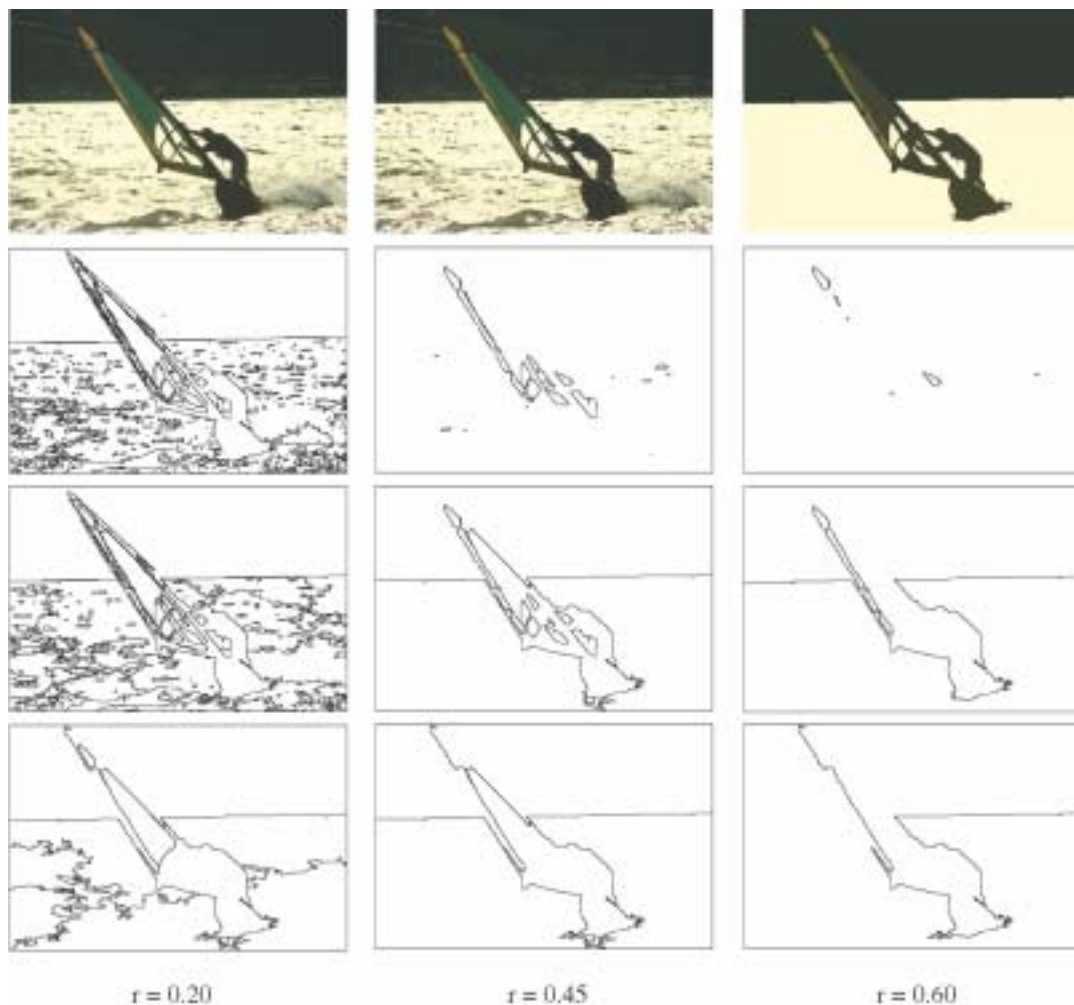 r = 0.20
r = 0.45
r = 0.60